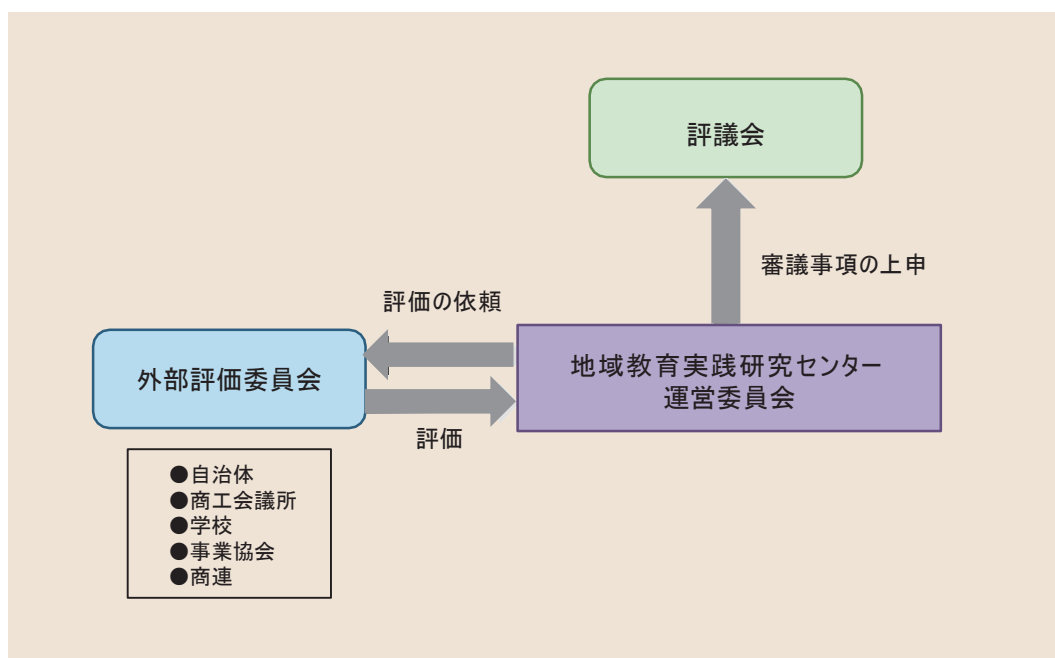 評議会
審議事項の上申
評価の依頼
外部評価委員会
地域教育実践研究センター
運営委員会
評価
●自治体
●商工会議所
●学校
●事業協会
●商連